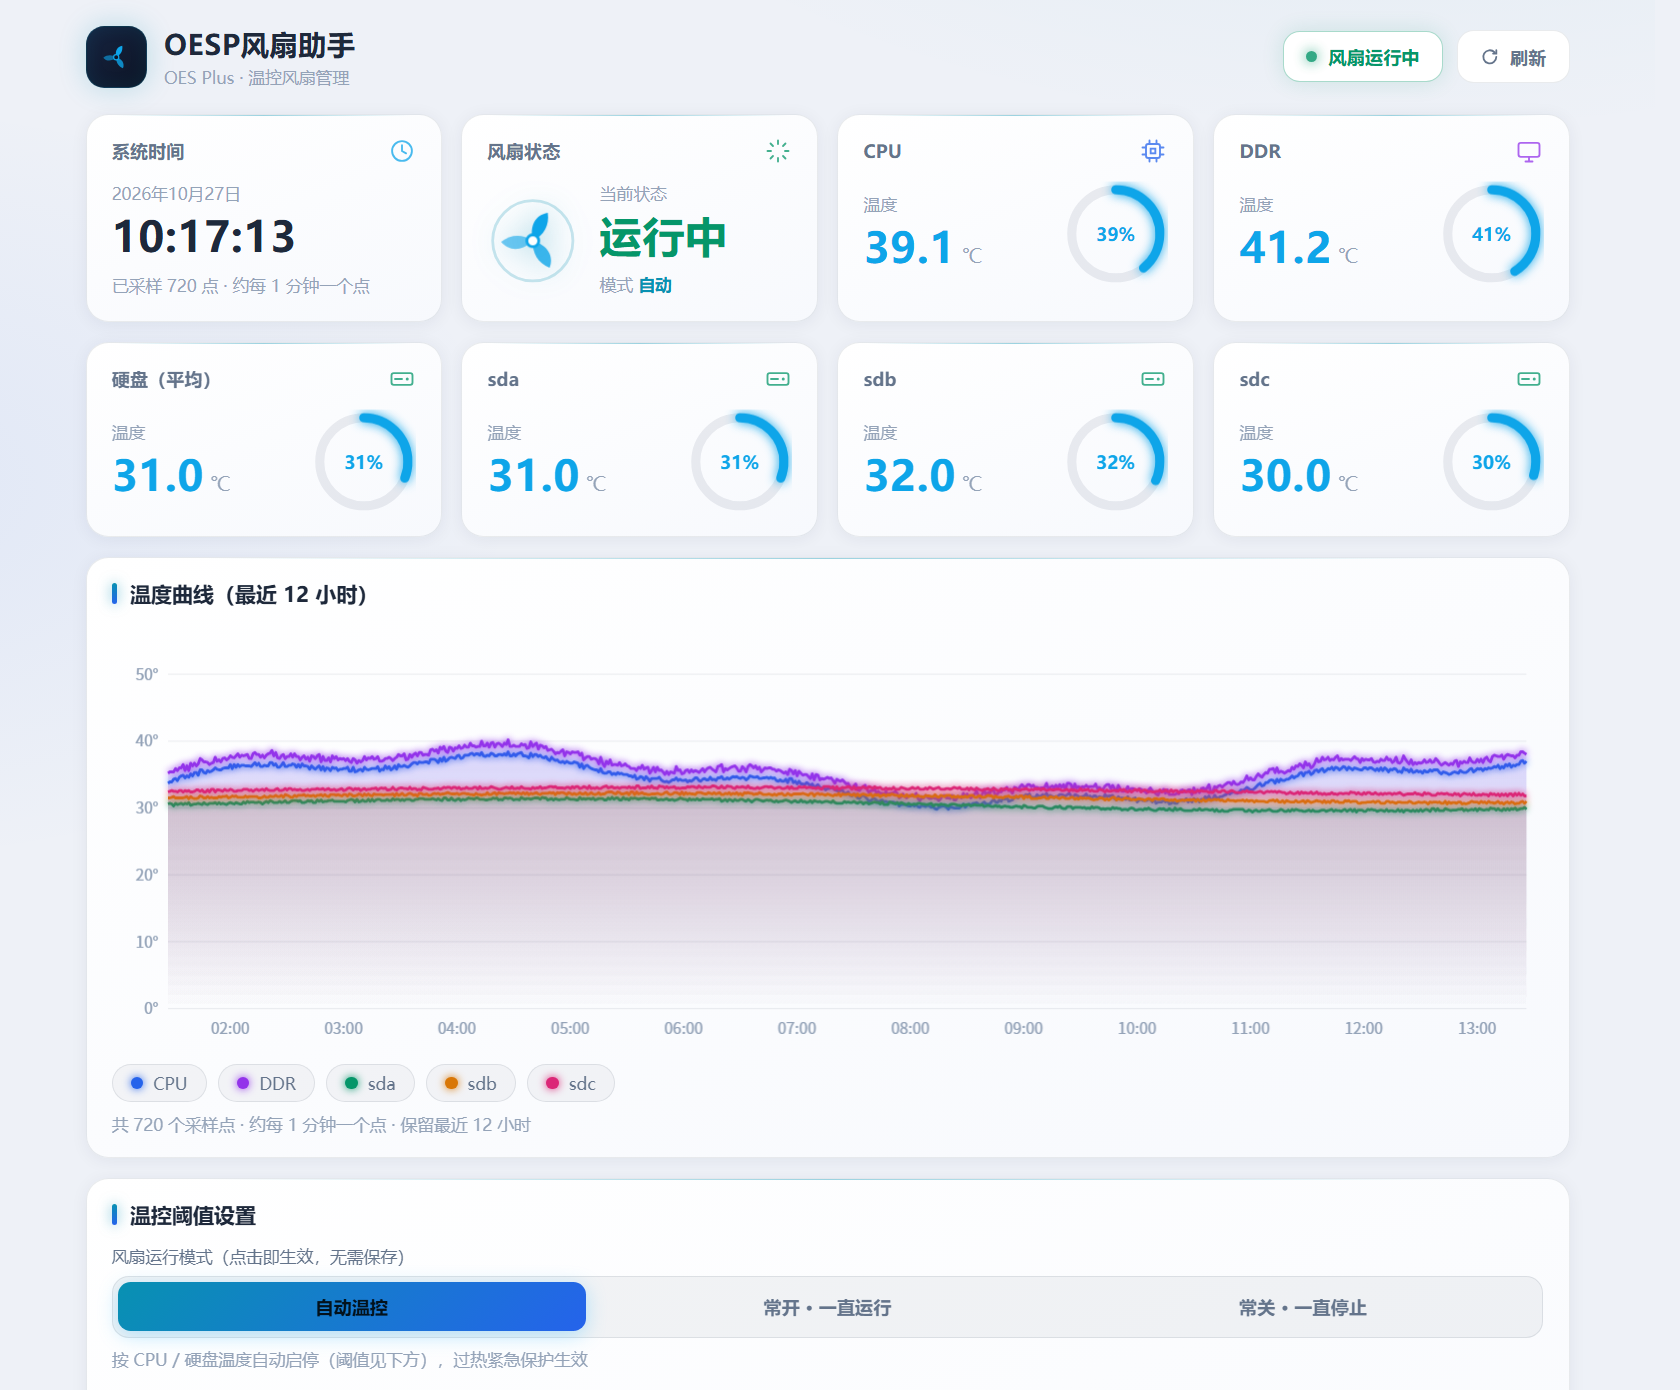 OESP风扇助手
OES Plus · 温控风扇管理
风扇运行中
刷新
系统时间
2026年10月27日
10:17:13
已采样 720 点 · 约每 1 分钟一个点
风扇状态
当前状态
运行中
模式 自动
CPU
温度
39.1 ℃
39%
DDR
温度
41.2 ℃
41%
硬盘（平均）
温度
31.0 ℃
31%
sda
温度
31.0 ℃
31%
sdb
温度
32.0 ℃
32%
sdc
温度
30.0 ℃
30%
温度曲线（最近 12 小时）
50°
40°
30°
20°
10°
0°
02:00 03:00 04:00 05:00 06:00 07:00 08:00 09:00 10:00 11:00 12:00 13:00
CPU DDR sda sdb sdc
共 720 个采样点 · 约每 1 分钟一个点 · 保留最近 12 小时
温控阈值设置
风扇运行模式（点击即生效，无需保存）
自动温控 常开 • 一直运行 常关 • 一直停止
按 CPU / 硬盘温度自动启停（阈值见下方），过热紧急保护生效